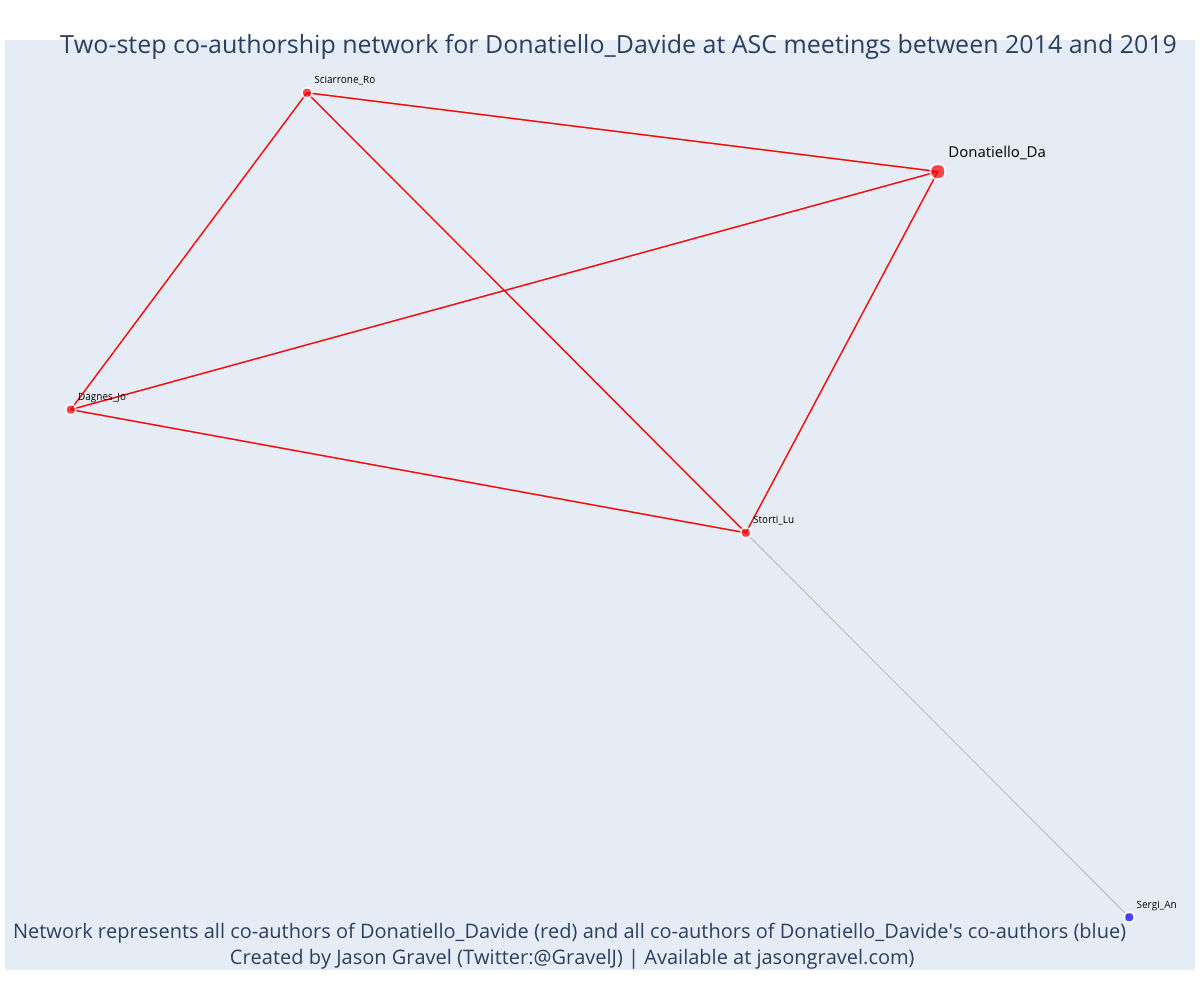 Two-step co-authorship network for Donatiello_Davide at ASC meetings between 2014 and 2019
Sciarrone_Ro
Donatiello_Da
Dagnes_Jo
Storti_Lu
Sergi_An
Network represents all co-authors of Donatiello_Davide (red) and all co-authors of Donatiello_Davide's co-authors (blue)
Created by Jason Gravel (Twitter:@GravelJ) | Available at jasongravel.com)